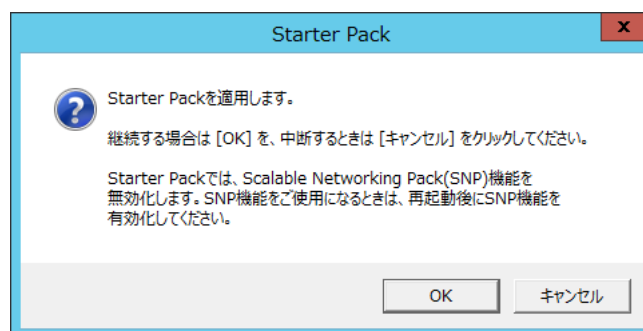 Starter Pack
x
Starter Packを適用します。
継続する場合は [OK] を、中断するときは [キャンセル] をクリックしてください。
Starter Packでは、Scalable Networking Pack(SNP)機能を
無効化します。SNP機能をご使用になるときは、再起動後にSNP機能を
有効化してください。
OK
キャンセル